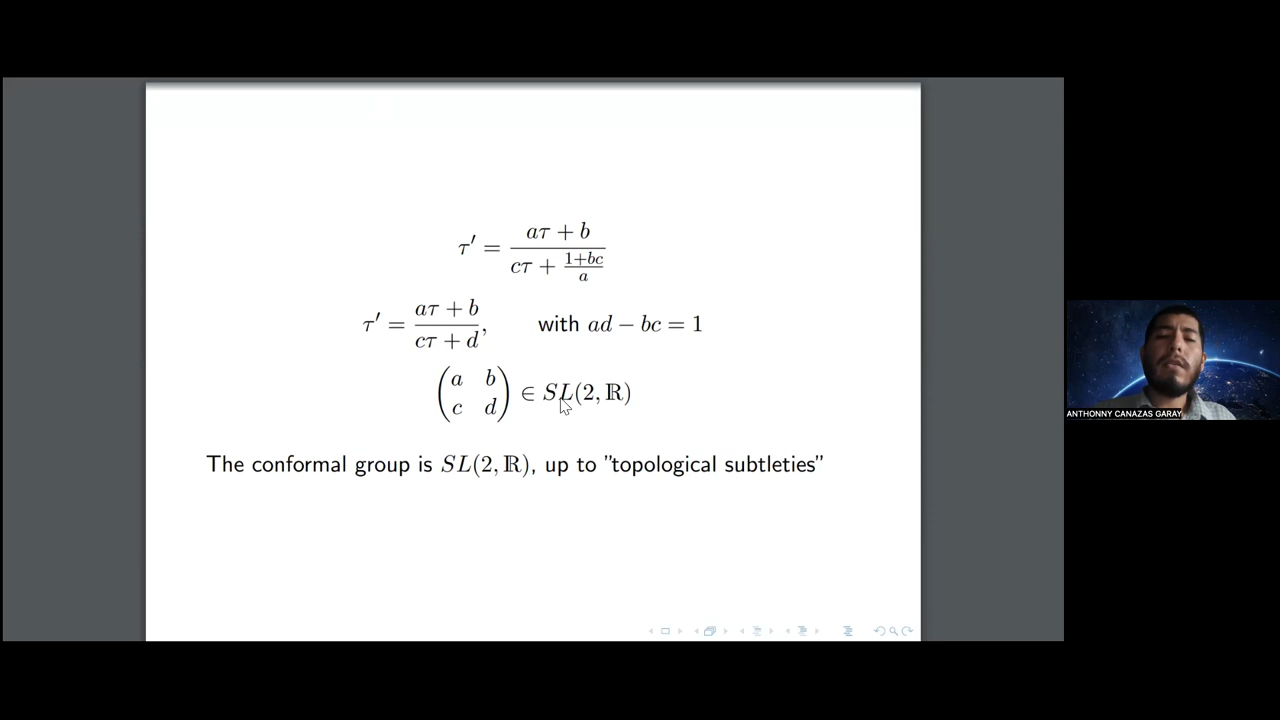 τ′ = (aτ + b) / (cτ + (1+bc)/a)
τ′ = (aτ + b) / (cτ + d), with ad − bc = 1
(a b; c d) ∈ SL(2, ℝ)
The conformal group is SL(2, ℝ), up to ”topological subtleties”
ANTHONNY CANAZAS GARAY